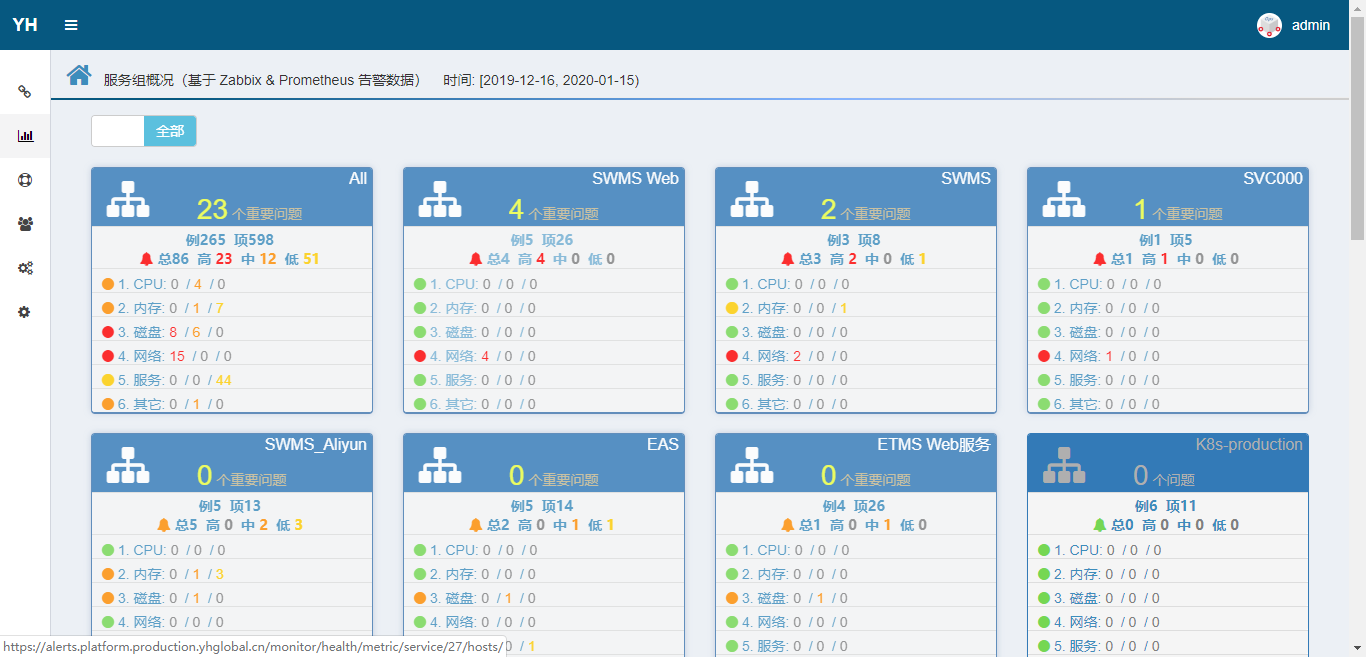 YH
admin
服务组概况（基于 Zabbix & Prometheus 告警数据） 时间: [2019-12-16, 2020-01-15)
全部
All
23 个重要问题
例265 项598
总86 高 23 中 12 低 51
1. CPU: 0 / 4 / 0
2. 内存: 0 / 1 / 7
3. 磁盘: 8 / 6 / 0
4. 网络: 15 / 0 / 0
5. 服务: 0 / 0 / 44
6. 其它: 0 / 1 / 0
SWMS Web
4 个重要问题
例5 项26
总4 高 4 中 0 低 0
1. CPU: 0 / 0 / 0
2. 内存: 0 / 0 / 0
3. 磁盘: 0 / 0 / 0
4. 网络: 4 / 0 / 0
5. 服务: 0 / 0 / 0
6. 其它: 0 / 0 / 0
SWMS
2 个重要问题
例3 项8
总3 高 2 中 0 低 1
1. CPU: 0 / 0 / 0
2. 内存: 0 / 0 / 1
3. 磁盘: 0 / 0 / 0
4. 网络: 2 / 0 / 0
5. 服务: 0 / 0 / 0
6. 其它: 0 / 0 / 0
SVC000
1 个重要问题
例1 项5
总1 高 1 中 0 低 0
1. CPU: 0 / 0 / 0
2. 内存: 0 / 0 / 0
3. 磁盘: 0 / 0 / 0
4. 网络: 1 / 0 / 0
5. 服务: 0 / 0 / 0
6. 其它: 0 / 0 / 0
SWMS_Aliyun
0 个重要问题
例5 项13
总5 高 0 中 2 低 3
1. CPU: 0 / 0 / 0
2. 内存: 0 / 1 / 3
3. 磁盘: 0 / 1 / 0
4. 网络: 0 / 0 / 0
EAS
0 个重要问题
例5 项14
总2 高 0 中 1 低 1
1. CPU: 0 / 0 / 0
2. 内存: 0 / 0 / 0
3. 磁盘: 0 / 1 / 0
4. 网络: 0 / 0 / 0
0 / 1
ETMS Web服务
0 个重要问题
例4 项26
总1 高 0 中 1 低 0
1. CPU: 0 / 0 / 0
2. 内存: 0 / 0 / 0
3. 磁盘: 0 / 1 / 0
4. 网络: 0 / 0 / 0
5. 服务: 0 / 0 / 0
K8s-production
0 个问题
例6 项11
总0 高 0 中 0 低 0
1. CPU: 0 / 0 / 0
2. 内存: 0 / 0 / 0
3. 磁盘: 0 / 0 / 0
4. 网络: 0 / 0 / 0
5. 服务: 0 / 0 / 0
https://alerts.platform.production.yhglobal.cn/monitor/health/metric/service/27/hosts/